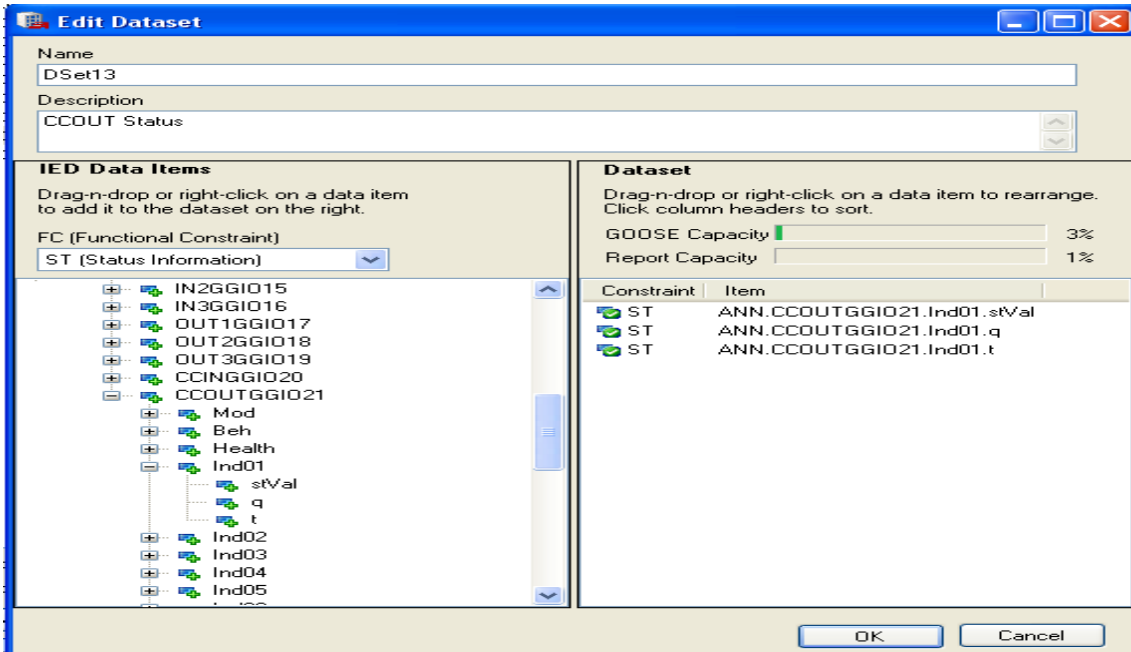 Edit Dataset
Name
DSet13
Description
CCOUT Status
IED Data Items
Drag-n-drop or right-click on a data item
to add it to the dataset on the right.
FC (Functional Constraint)
ST (Status Information)
IN2GGIO15
IN3GGIO16
OUT1GGIO17
OUT2GGIO18
OUT3GGIO19
CCINGGIO20
CCOUTGGIO21
Mod
Beh
Health
Ind01
stVal
q
t
Ind02
Ind03
Ind04
Ind05
Dataset
Drag-n-drop or right-click on a data item to rearrange.
Click column headers to sort.
GOOSE Capacity 3%
Report Capacity 1%
Constraint Item
ST ANN.CCOUTGGIO21.Ind01.stVal
ST ANN.CCOUTGGIO21.Ind01.q
ST ANN.CCOUTGGIO21.Ind01.t
OK Cancel